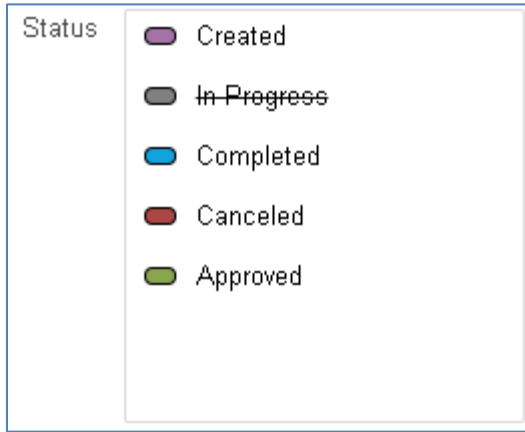 Status
Created
In Progress
Completed
Canceled
Approved